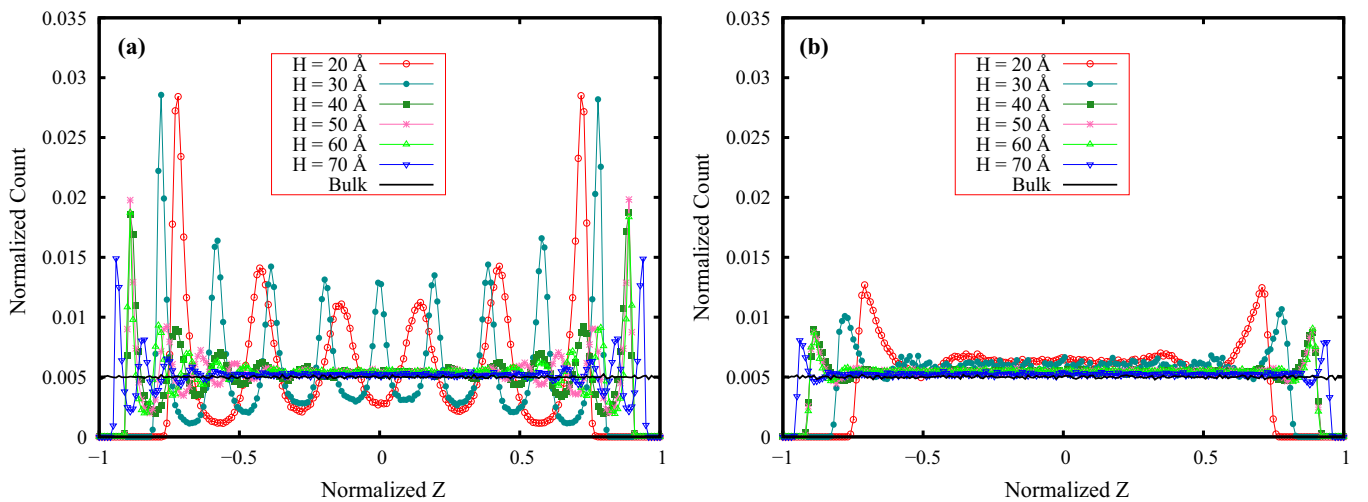 (a)
Normalized Count
0.035
0.03
0.025
0.02
0.015
0.01
0.005
0
H = 20 Å
H = 30 Å
H = 40 Å
H = 50 Å
H = 60 Å
H = 70 Å
Bulk
−1
−0.5
0
0.5
1
Normalized Z
(b)
Normalized Count
0.035
0.03
0.025
0.02
0.015
0.01
0.005
0
H = 20 Å
H = 30 Å
H = 40 Å
H = 50 Å
H = 60 Å
H = 70 Å
Bulk
−1
−0.5
0
0.5
1
Normalized Z